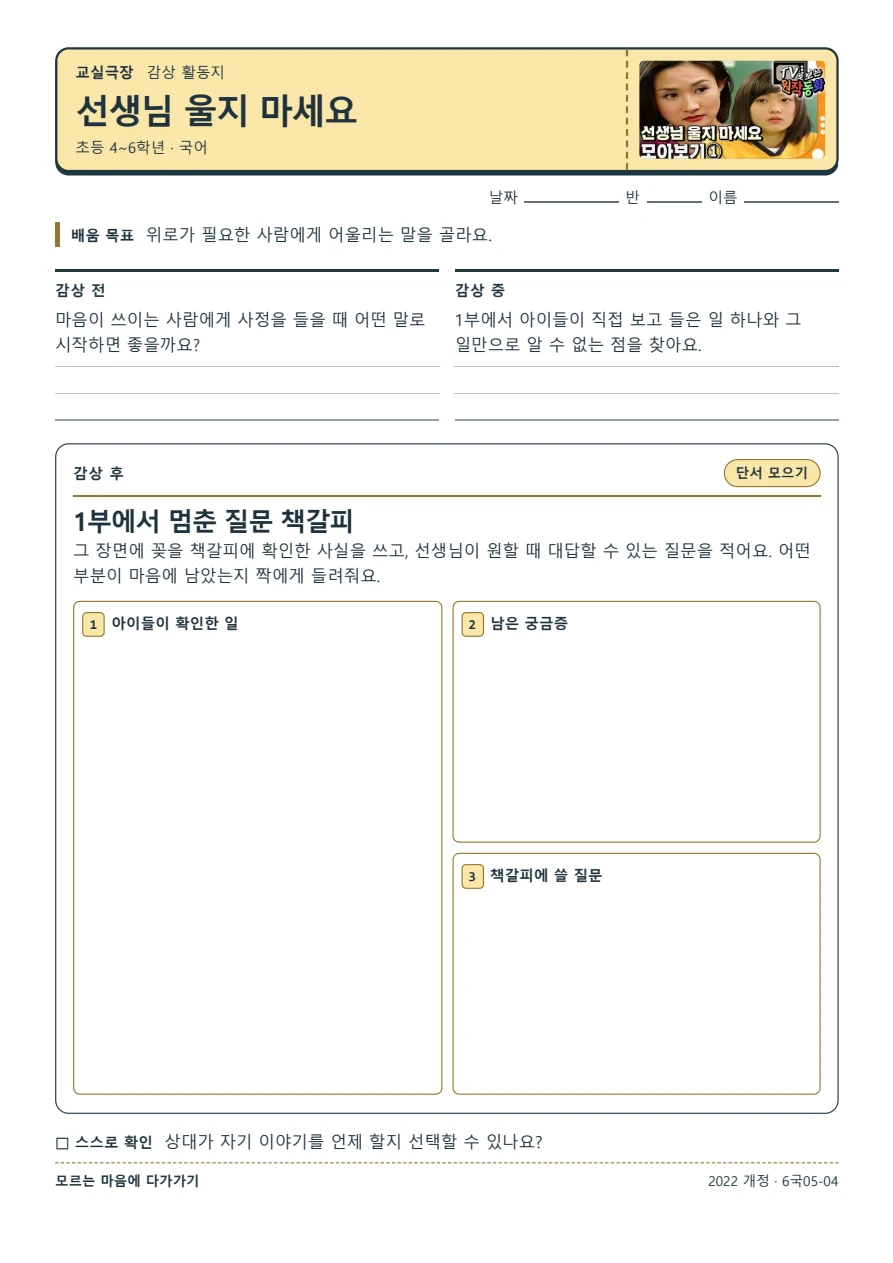 교실극장 감상 활동지
선생님 울지 마세요
초등 4~6학년 · 국어
TV로 보는
원작동화
선생님 울지 마세요
모아보기①
날짜 반 이름
배움 목표 위로가 필요한 사람에게 어울리는 말을 골라요.
감상 전
마음이 쓰이는 사람에게 사정을 들을 때 어떤 말로
시작하면 좋을까요?
감상 중
1부에서 아이들이 직접 보고 들은 일 하나와 그
일만으로 알 수 없는 점을 찾아요.
감상 후
단서 모으기
1부에서 멈춘 질문 책갈피
그 장면에 꽂을 책갈피에 확인한 사실을 쓰고, 선생님이 원할 때 대답할 수 있는 질문을 적어요. 어떤
부분이 마음에 남았는지 짝에게 들려줘요.
1 아이들이 확인한 일
2 남은 궁금증
3 책갈피에 쓸 질문
□ 스스로 확인 상대가 자기 이야기를 언제 할지 선택할 수 있나요?
모르는 마음에 다가가기
2022 개정 · 6국05-04